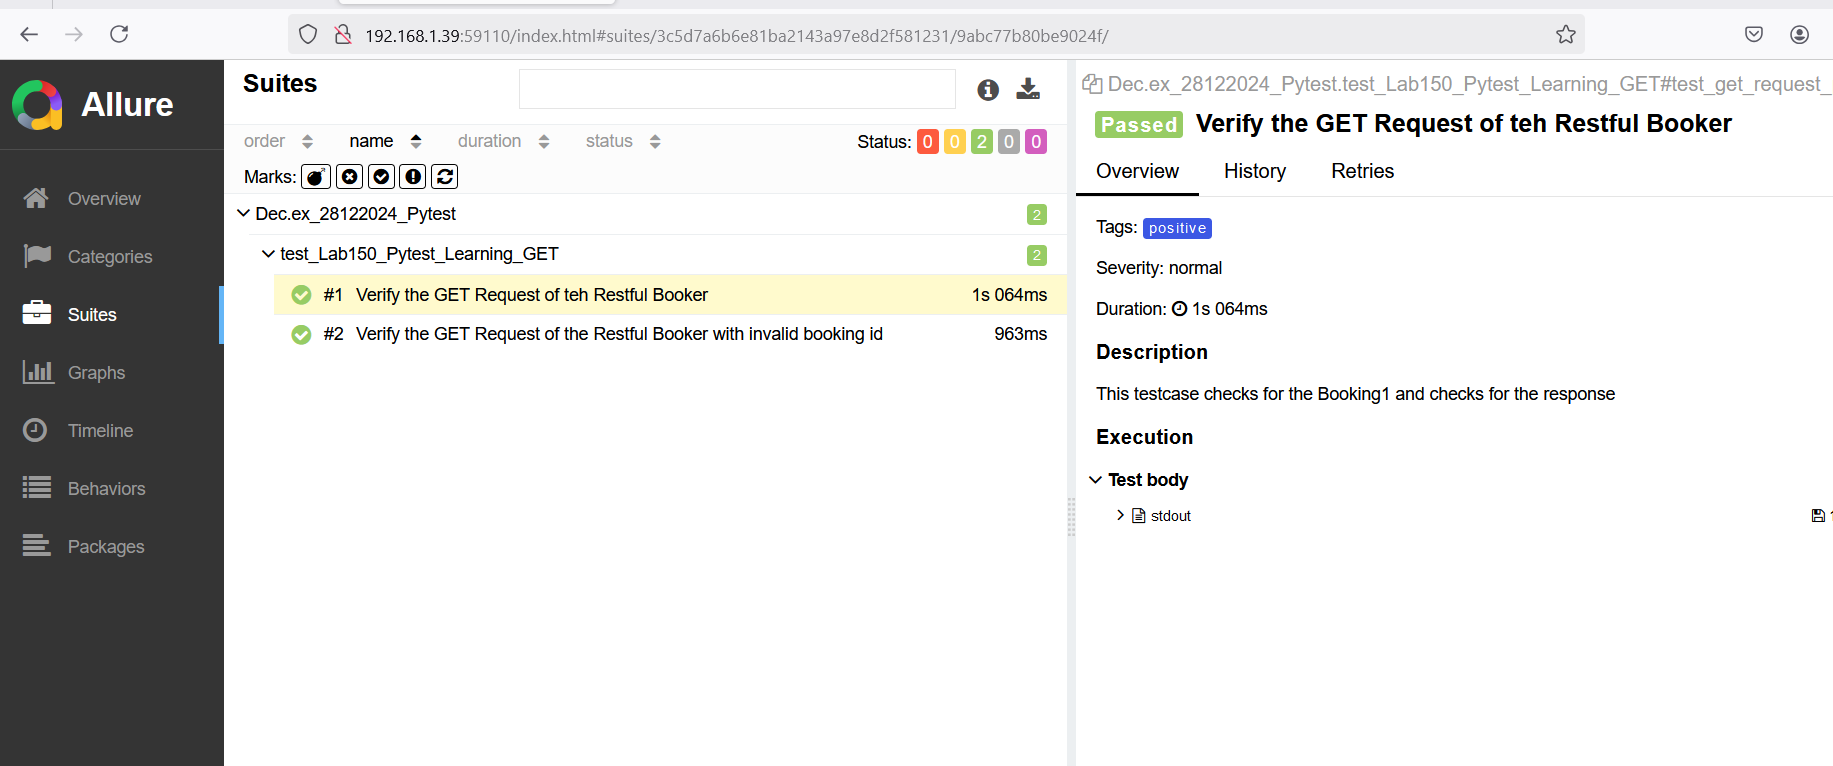 192.168.1.39:59110/index.html#suites/3c5d7a6b6e81ba2143a97e8d2f581231/9abc77b80be9024f/
Allure
Overview
Categories
Suites
Graphs
Timeline
Behaviors
Packages
Suites
order name duration status Status: 0 0 2 0 0
Marks:
Dec.ex_28122024_Pytest 2
test_Lab150_Pytest_Learning_GET 2
#1 Verify the GET Request of teh Restful Booker 1s 064ms
#2 Verify the GET Request of the Restful Booker with invalid booking id 963ms
Dec.ex_28122024_Pytest.test_Lab150_Pytest_Learning_GET#test_get_request_
Passed Verify the GET Request of teh Restful Booker
Overview History Retries
Tags: positive
Severity: normal
Duration: 1s 064ms
Description
This testcase checks for the Booking1 and checks for the response
Execution
Test body
stdout